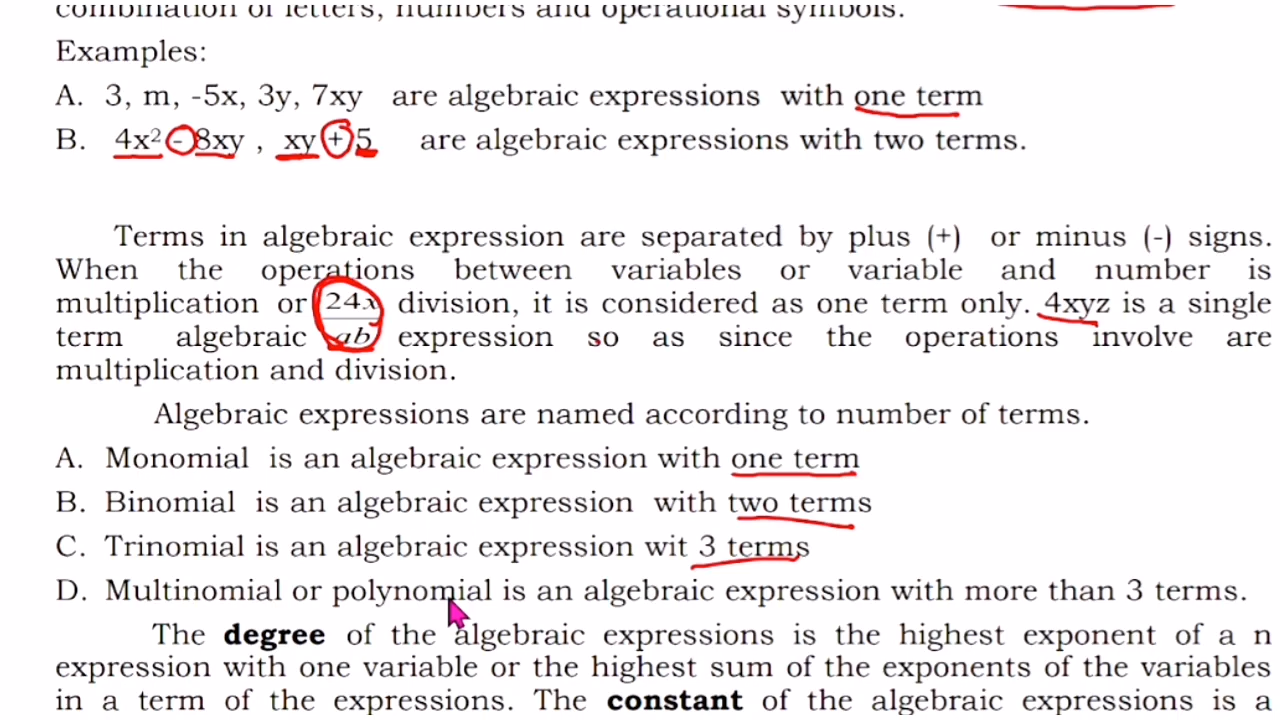 combination of letters, numbers and operational symbols.
Examples:
A. 3, m, -5x, 3y, 7xy are algebraic expressions with one term
B. 4x² - 8xy , xy + 5 are algebraic expressions with two terms.
Terms in algebraic expression are separated by plus (+) or minus (-) signs.
When the operations between variables or variable and number is
multiplication or 24x division, it is considered as one term only. 4xyz is a single
term algebraic ab expression so as since the operations involve are
multiplication and division.
Algebraic expressions are named according to number of terms.
A. Monomial is an algebraic expression with one term
B. Binomial is an algebraic expression with two terms
C. Trinomial is an algebraic expression wit 3 terms
D. Multinomial or polynomial is an algebraic expression with more than 3 terms.
The degree of the algebraic expressions is the highest exponent of a n
expression with one variable or the highest sum of the exponents of the variables
in a term of the expressions. The constant of the algebraic expressions is a